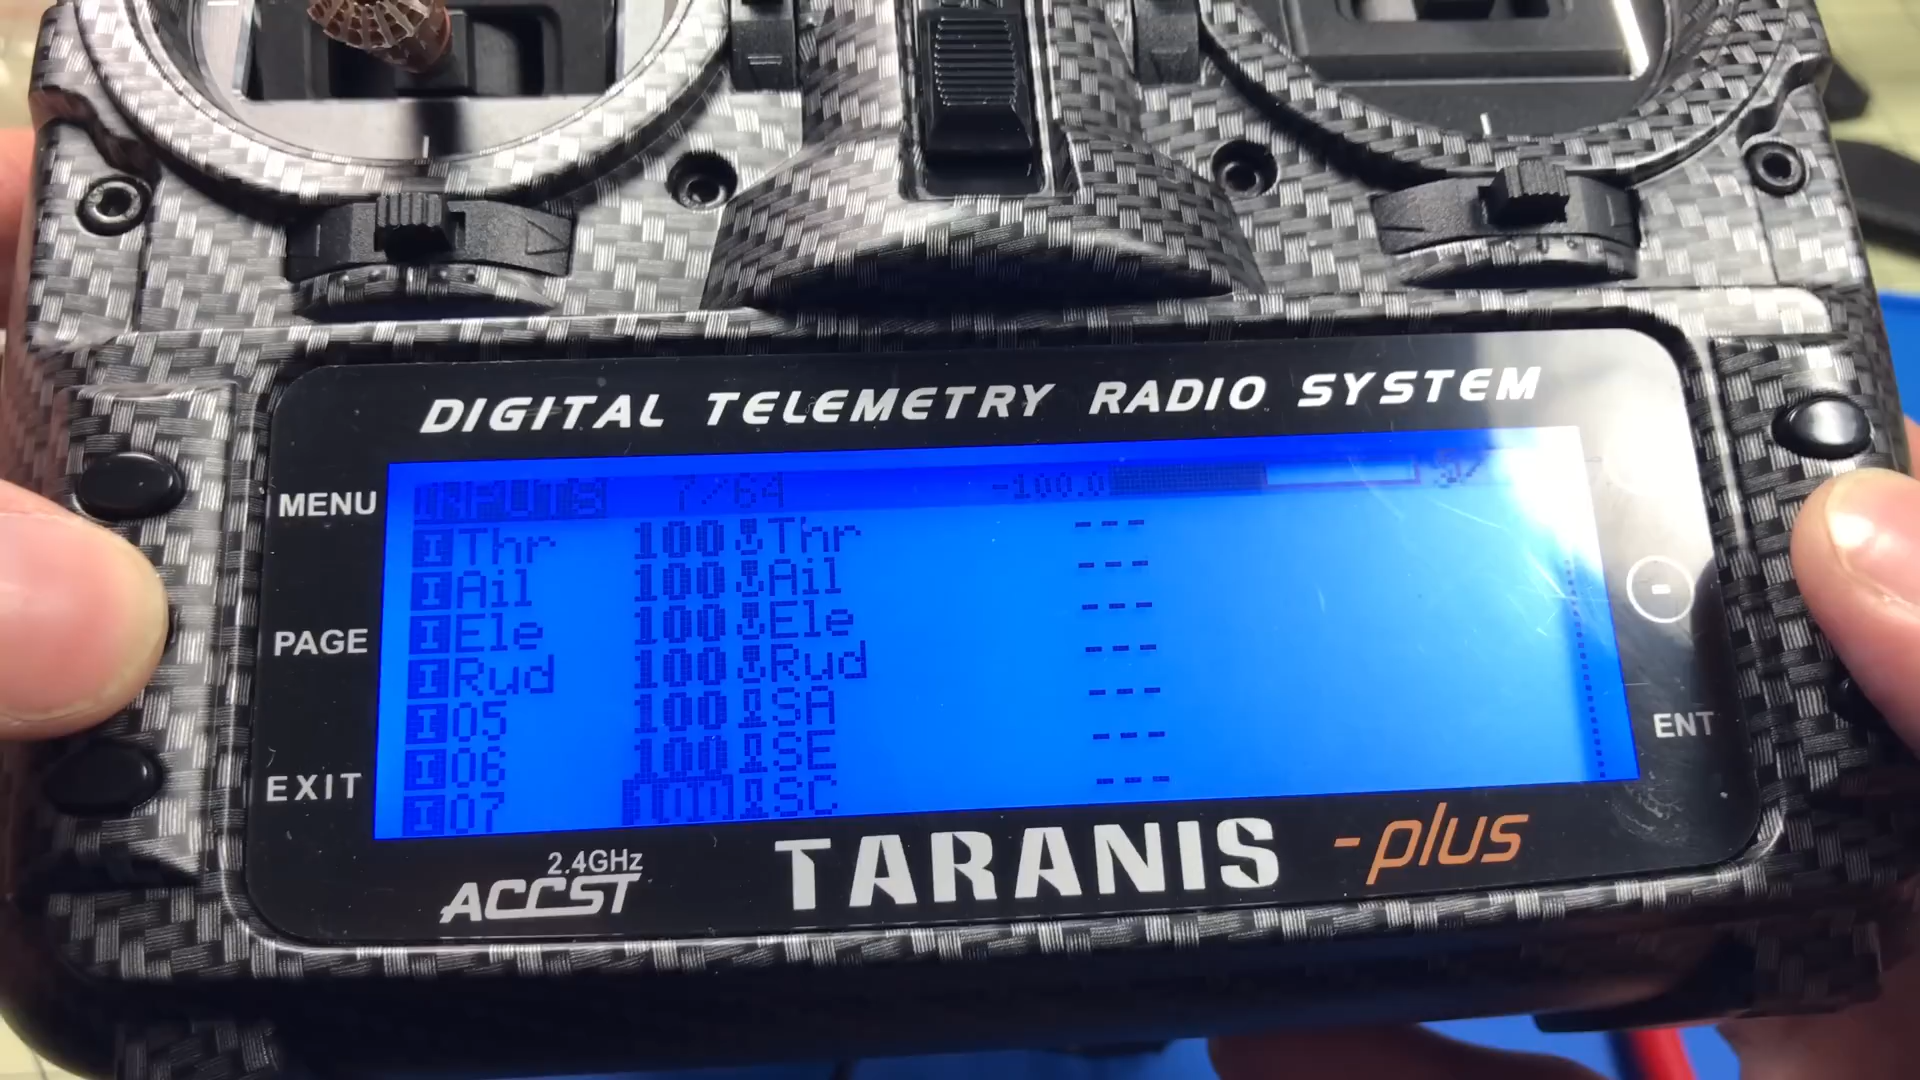 DIGITAL TELEMETRY RADIO SYSTEM
MENU
PAGE
EXIT
INPUTS 7/64 -100.0
I Thr 100 Thr ---
I Ail 100 Ail ---
I Ele 100 Ele ---
I Rud 100 Rud ---
I 05 100 SA ---
I 06 100 SE ---
I 07 100 SC ---
-
ENT
2.4GHz
ACCST
TARANIS -plus